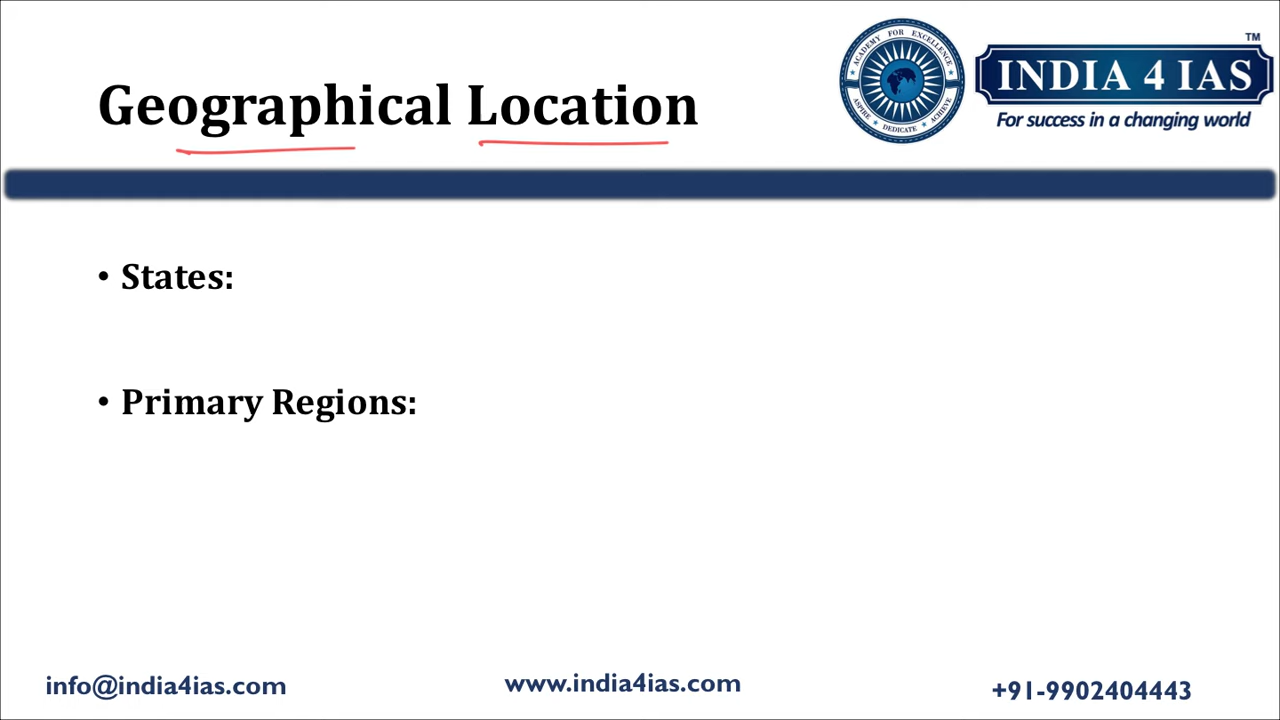 Geographical Location
ACADEMY FOR EXCELLENCE
ASPIRE ★ DEDICATE ★ ACHIEVE
TM
INDIA 4 IAS
For success in a changing world
• States:
• Primary Regions:
info@india4ias.com
www.india4ias.com
+91-9902404443